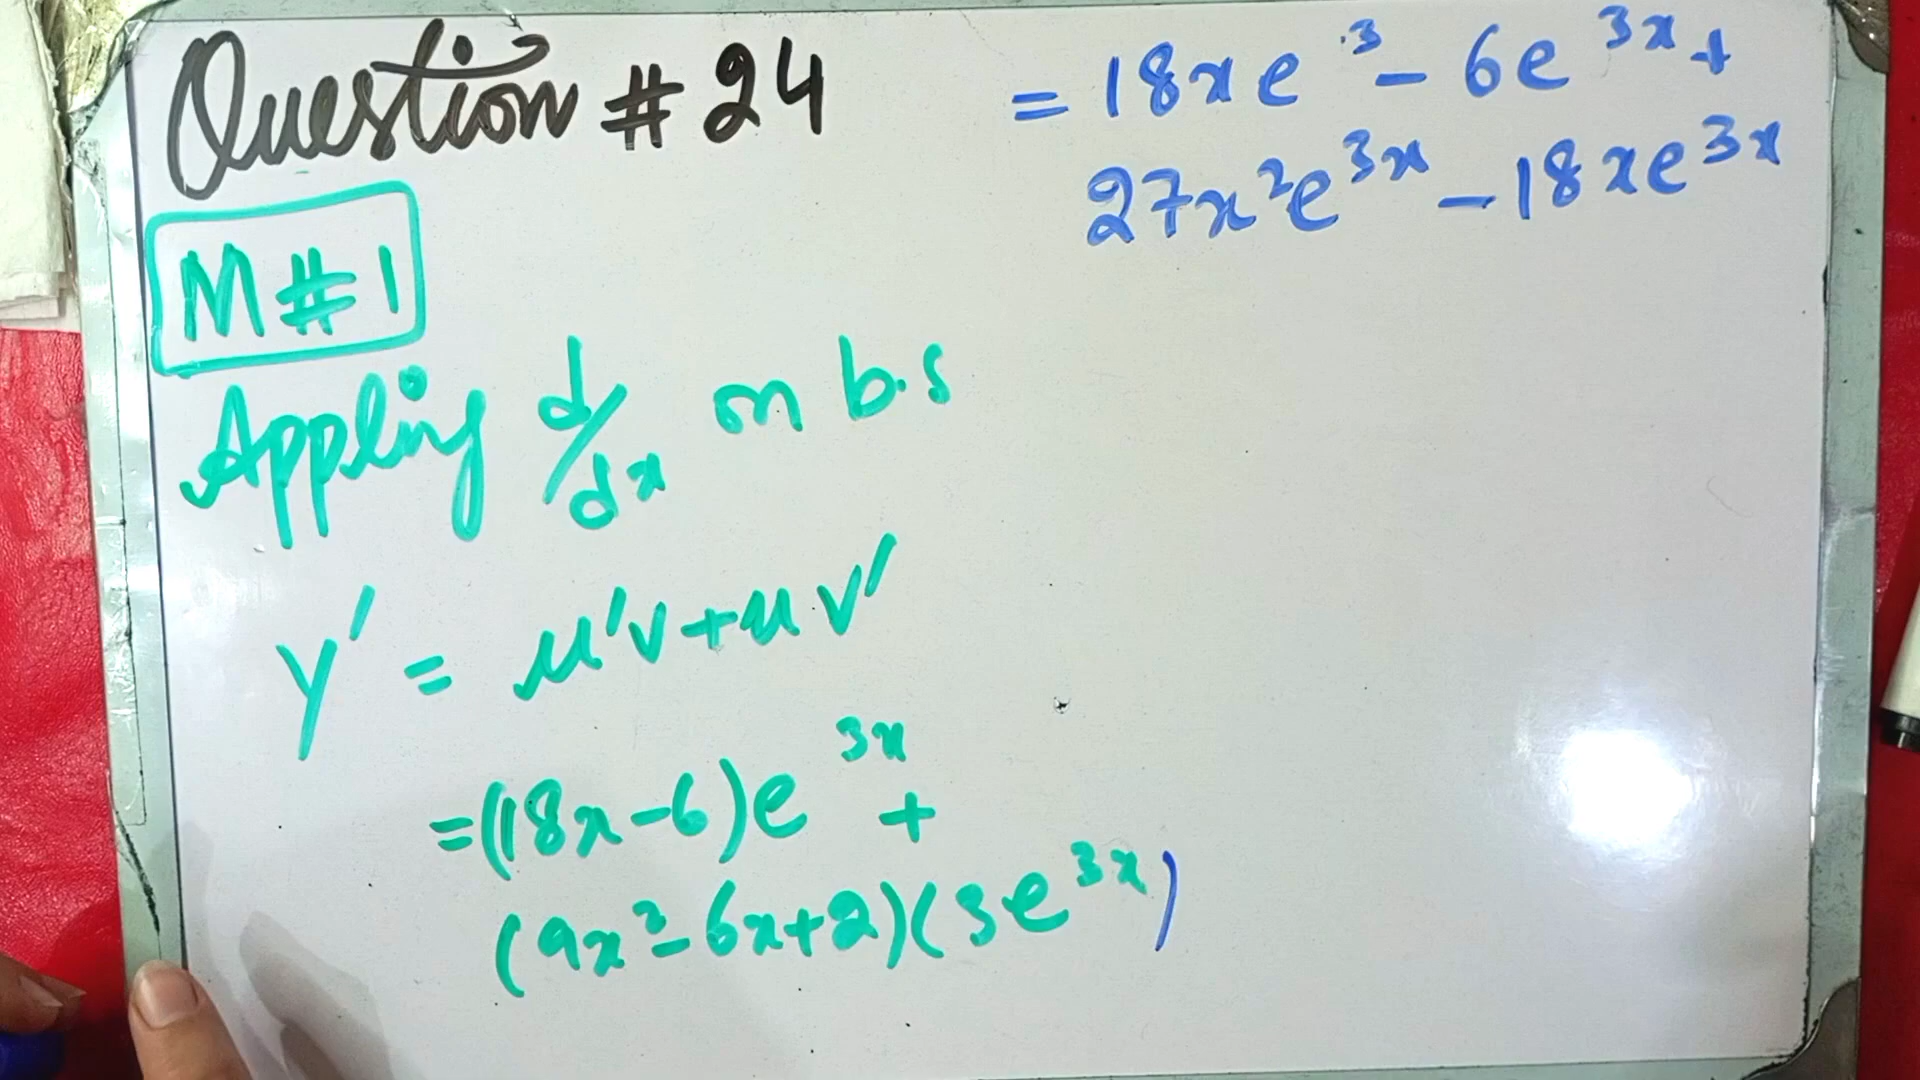 Question # 24
M # 1
Appling d/dx on b.s
y' = u'v + uv'
= (18x - 6)e^3x +
(9x² - 6x + 2)(3e^3x)
= 18xe^3 - 6e^3x +
27x²e^3x - 18xe^3x